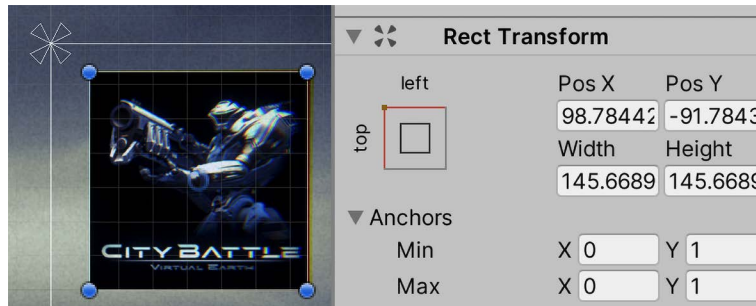 CITY BATTLE
VIRTUAL EARTH
Rect Transform
left
top
Pos X Pos Y
98.78442 -91.7843
Width Height
145.6689 145.6689
Anchors
Min X 0 Y 1
Max X 0 Y 1